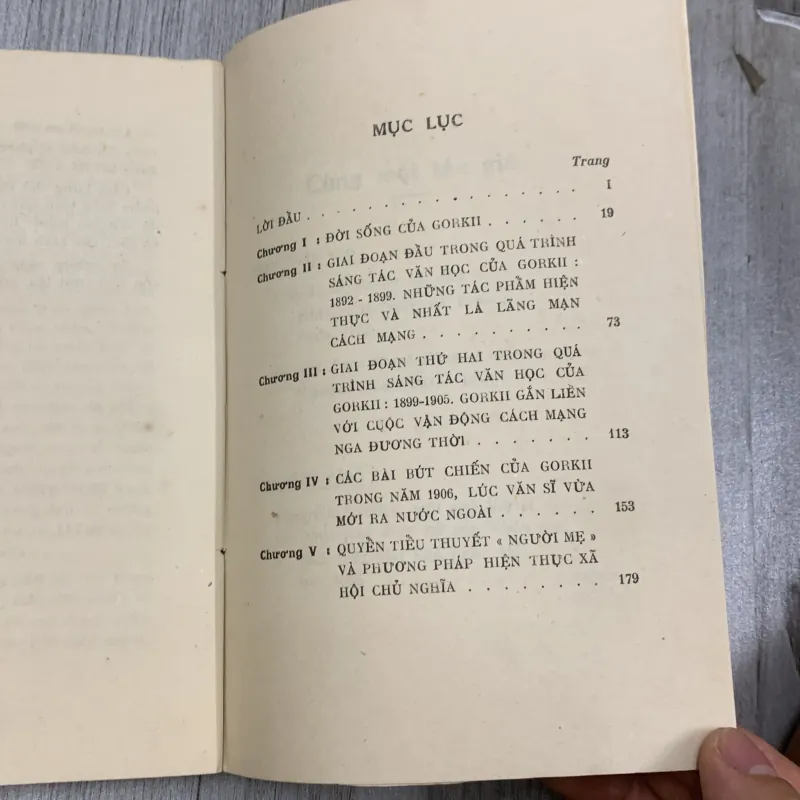 MỤC LỤC
Trang
LỜI ĐẦU . . . . . . . . . . . . . . . . I
Chương I : ĐỜI SỐNG CỦA GORKII . . . . . . 19
Chương II : GIAI ĐOẠN ĐẦU TRONG QUÁ TRÌNH
SÁNG TÁC VĂN HỌC CỦA GORKII :
1892 - 1899. NHỮNG TÁC PHẨM HIỆN
THỰC VÀ NHẤT LÀ LÃNG MẠN
CÁCH MẠNG . . . . . . . . . . 73
Chương III : GIAI ĐOẠN THỨ HAI TRONG QUÁ
TRÌNH SÁNG TÁC VĂN HỌC CỦA
GORKII : 1899-1905. GORKII GẮN LIỀN
VỚI CUỘC VẬN ĐỘNG CÁCH MẠNG
NGA ĐƯƠNG THỜI . . . . . . . 113
Chương IV : CÁC BÀI BÚT CHIẾN CỦA GORKII
TRONG NĂM 1906, LÚC VĂN SĨ VỪA
MỚI RA NƯỚC NGOÀI . . . . . . 153
Chương V : QUYỂN TIỂU THUYẾT « NGƯỜI MẸ »
VÀ PHƯƠNG PHÁP HIỆN THỰC XÃ
HỘI CHỦ NGHĨA . . . . . . . . 179